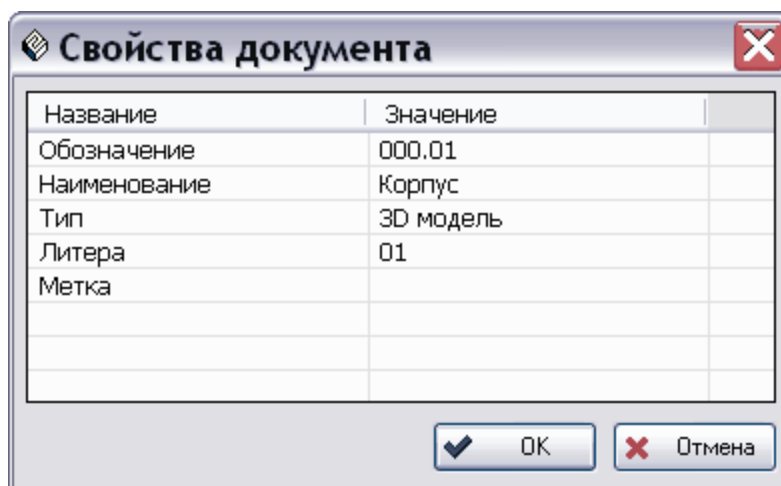 Свойства документа
Название Значение
Обозначение 000.01
Наименование Корпус
Тип 3D модель
Литера 01
Метка
OK Отмена